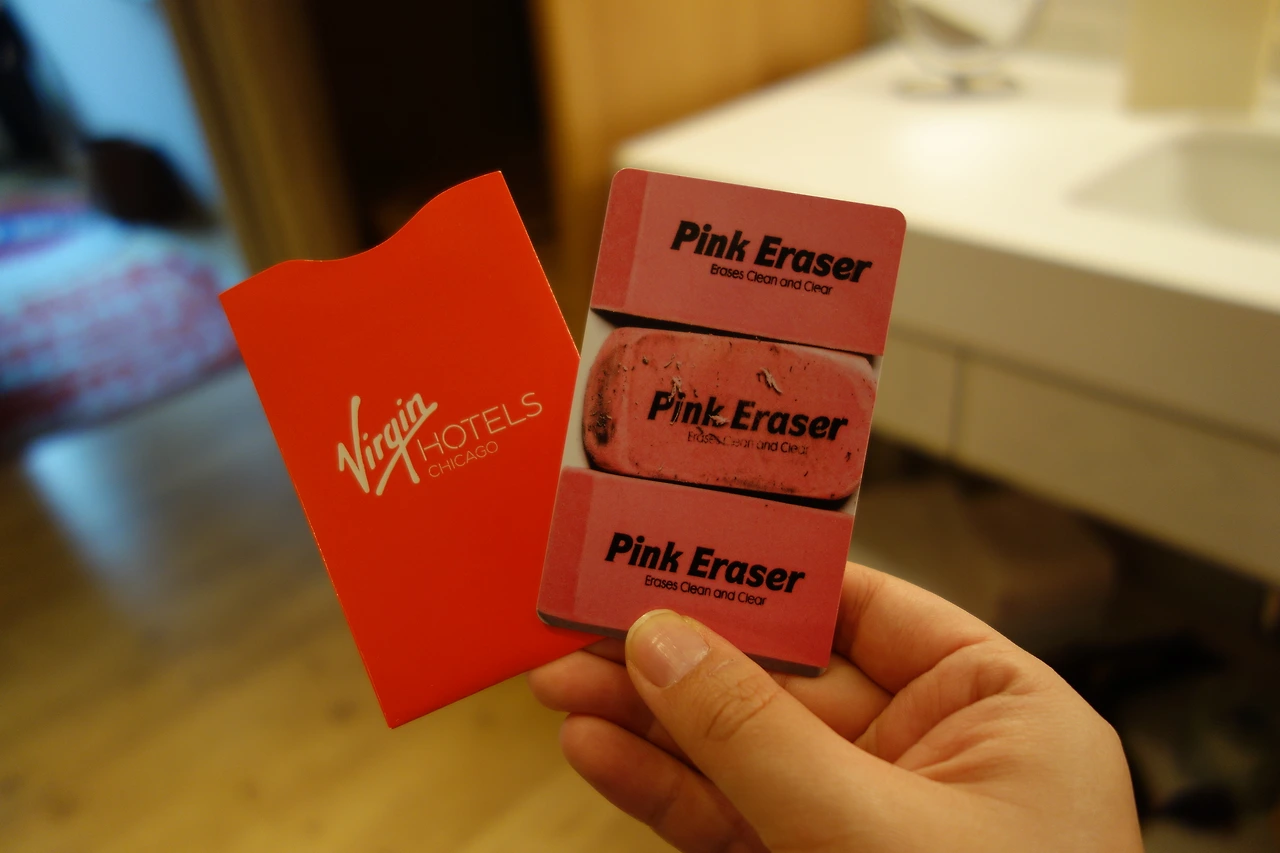 Virgin HOTELS
CHICAGO
Pink Eraser
Erases Clean and Clear
Pink Eraser
Erases Clean and Clear
Pink Eraser
Erases Clean and Clear